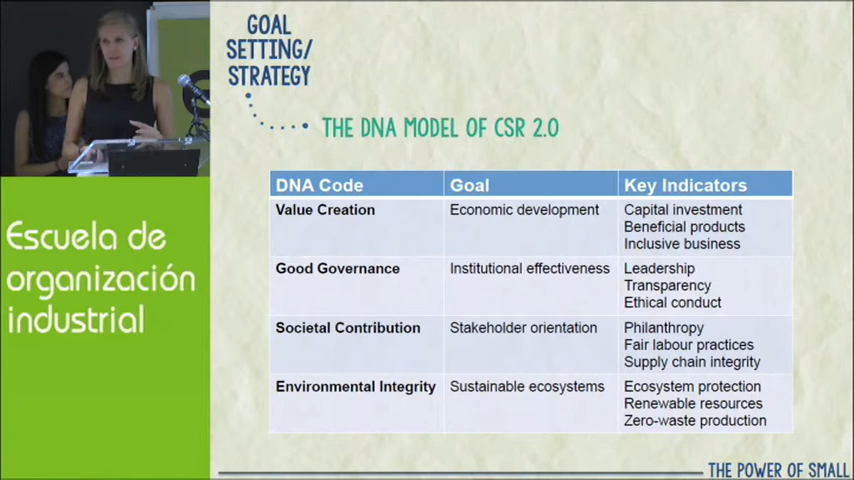 GOAL
SETTING/
STRATEGY
THE DNA MODEL OF CSR 2.0
DNA Code Goal Key Indicators
Value Creation Economic development Capital investment
Beneficial products
Inclusive business
Good Governance Institutional effectiveness Leadership
Transparency
Ethical conduct
Societal Contribution Stakeholder orientation Philanthropy
Fair labour practices
Supply chain integrity
Environmental Integrity Sustainable ecosystems Ecosystem protection
Renewable resources
Zero-waste production
Escuela de
organización
industrial
THE POWER OF SMALL